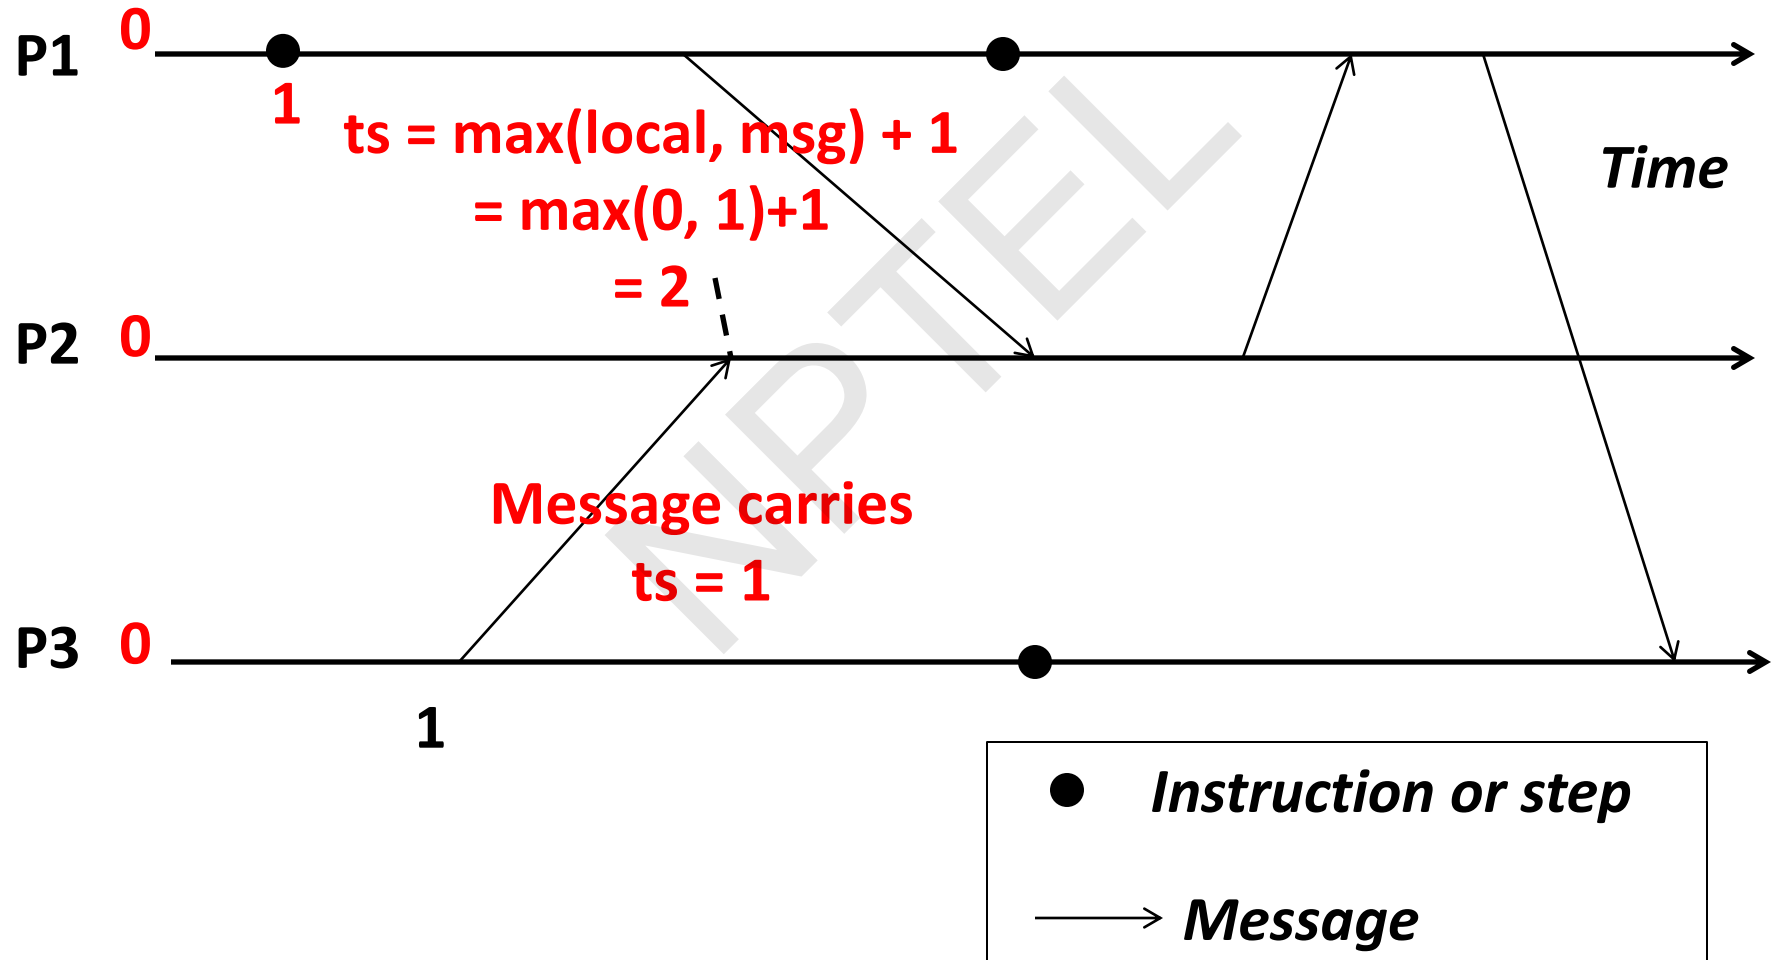 P1 0
1
ts = max(local, msg) + 1
= max(0, 1)+1
= 2
Time
P2 0
Message carries
ts = 1
P3 0
1
NPTEL
Instruction or step
Message